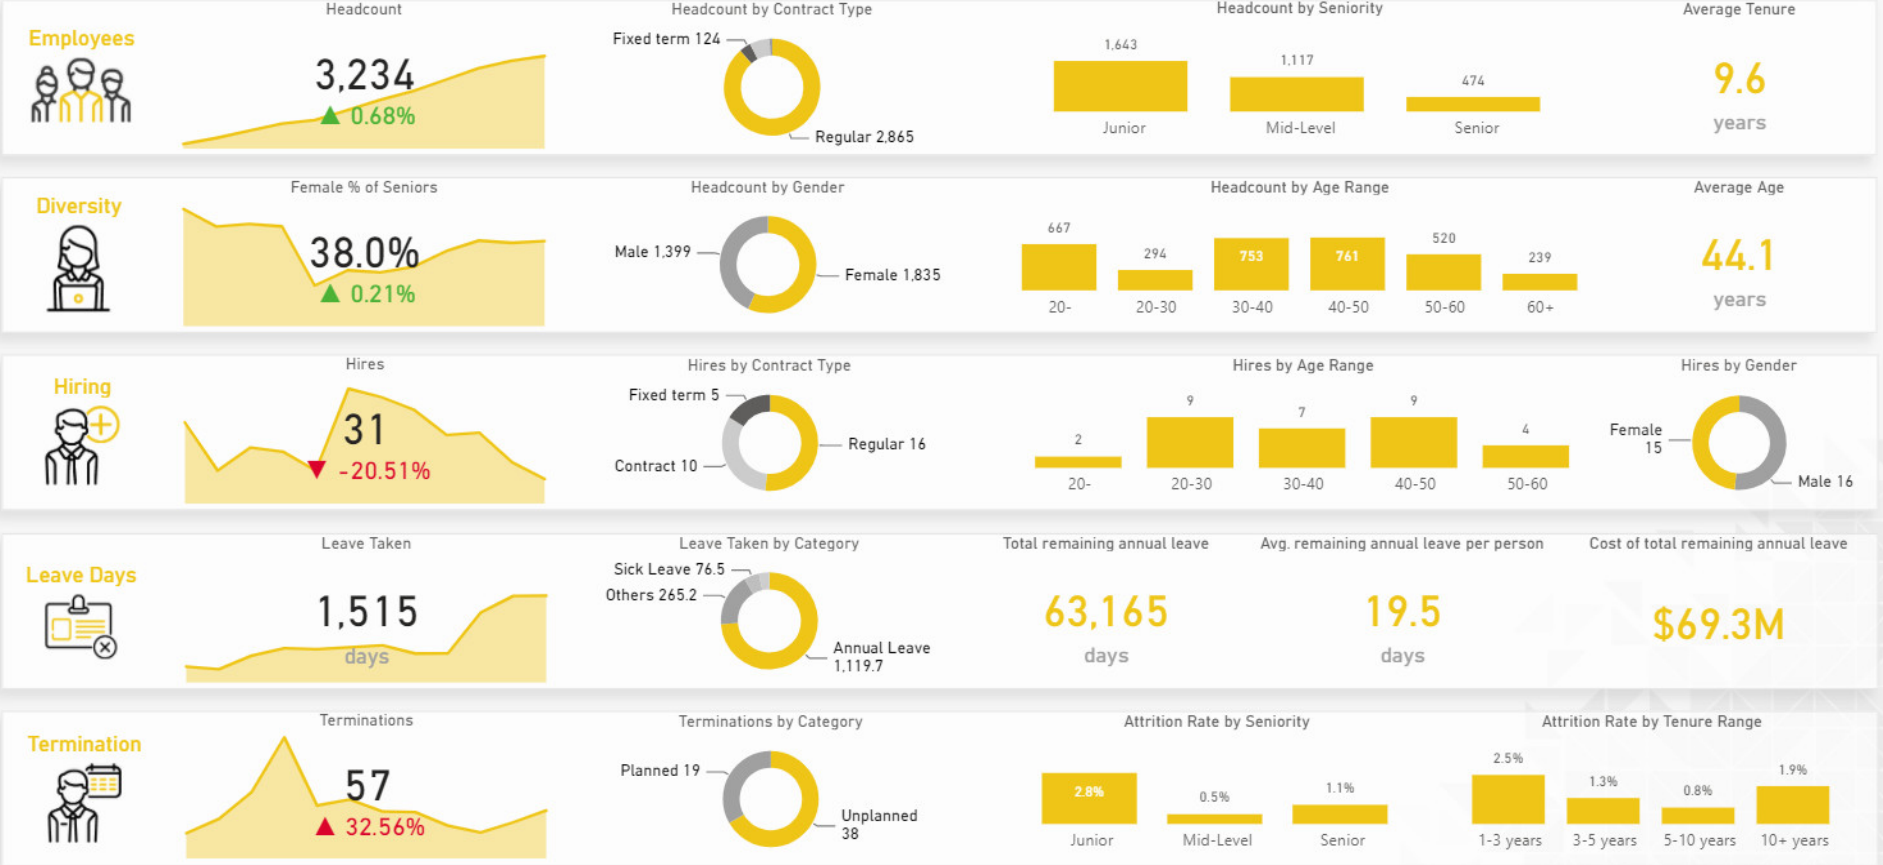 Headcount
Headcount by Contract Type
Headcount by Seniority
Average Tenure
Employees
3,234
▲ 0.68%
Fixed term 124
Regular 2,865
1,643
1,117
474
Junior
Mid-Level
Senior
9.6
years
Female % of Seniors
Headcount by Gender
Headcount by Age Range
Average Age
Diversity
38.0%
▲ 0.21%
Male 1,399
Female 1,835
667
294
753
761
520
239
20-
20-30
30-40
40-50
50-60
60+
44.1
years
Hires
Hires by Contract Type
Hires by Age Range
Hires by Gender
Hiring
31
▼ -20.51%
Fixed term 5
Regular 16
Contract 10
2
9
7
9
4
20-
20-30
30-40
40-50
50-60
Female
15
Male 16
Leave Taken
Leave Taken by Category
Total remaining annual leave
Avg. remaining annual leave per person
Cost of total remaining annual leave
Leave Days
1,515
days
Sick Leave 76.5
Others 265.2
Annual Leave
1,119.7
63,165
days
19.5
days
$69.3M
Terminations
Terminations by Category
Attrition Rate by Seniority
Attrition Rate by Tenure Range
Termination
57
▲ 32.56%
Planned 19
Unplanned
38
2.8%
0.5%
1.1%
Junior
Mid-Level
Senior
2.5%
1.3%
0.8%
1.9%
1-3 years
3-5 years
5-10 years
10+ years